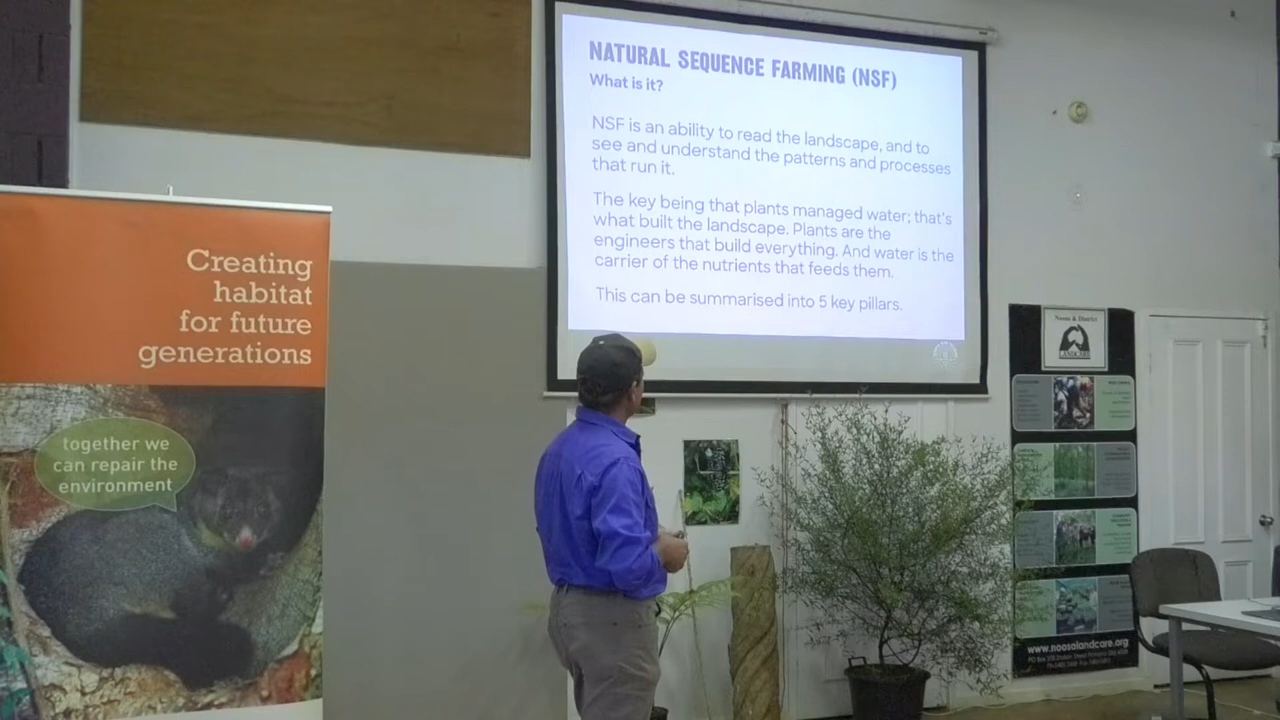 NATURAL SEQUENCE FARMING (NSF)
What is it?
NSF is an ability to read the landscape, and to
see and understand the patterns and processes
that run it.
The key being that plants managed water; that's
what built the landscape. Plants are the
engineers that build everything. And water is the
carrier of the nutrients that feeds them.
This can be summarised into 5 key pillars.
Creating
habitat
for future
generations
together we
can repair the
environment
Noosa & District
LANDCARE
www.noosalandcare.org